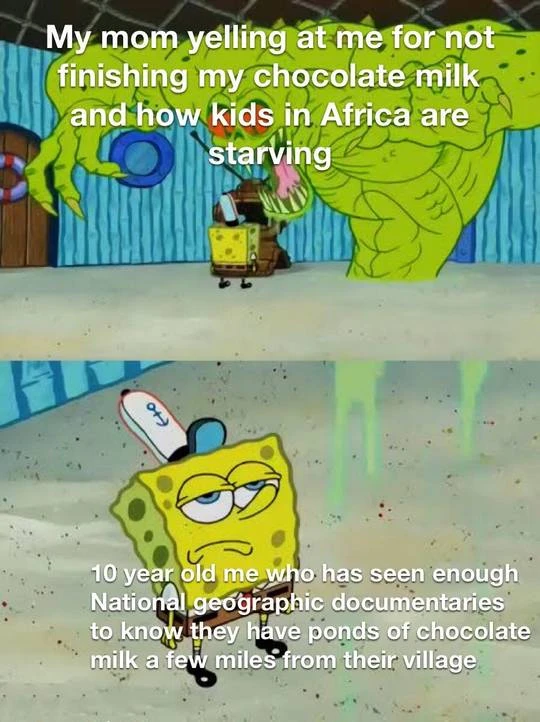 My mom yelling at me for not
finishing my chocolate milk
and how kids in Africa are
starving
10 year old me who has seen enough
National geographic documentaries
to know they have ponds of chocolate
milk a few miles from their village